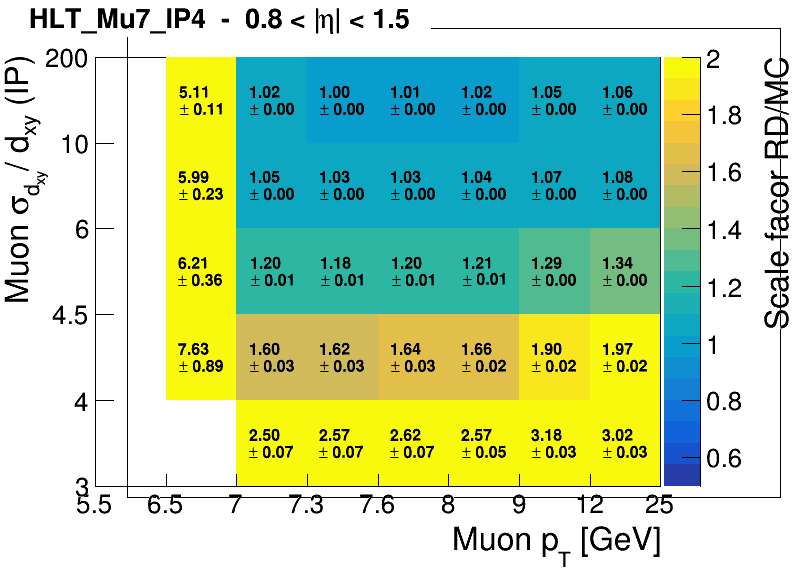 HLT_Mu7_IP4 - 0.8 < |η| < 1.5
Muon σ_{d_{xy}} / d_{xy} (IP)
200
10
6
4.5
4
3
5.11 1.02 1.00 1.01 1.02 1.05 1.06
± 0.11 ± 0.00 ± 0.00 ± 0.00 ± 0.00 ± 0.00 ± 0.00
5.99 1.05 1.03 1.03 1.04 1.07 1.08
± 0.23 ± 0.00 ± 0.00 ± 0.00 ± 0.00 ± 0.00 ± 0.00
6.21 1.20 1.18 1.20 1.21 1.29 1.34
± 0.36 ± 0.01 ± 0.01 ± 0.01 ± 0.01 ± 0.00 ± 0.00
7.63 1.60 1.62 1.64 1.66 1.90 1.97
± 0.89 ± 0.03 ± 0.03 ± 0.03 ± 0.02 ± 0.02 ± 0.02
2.50 2.57 2.62 2.57 3.18 3.02
± 0.07 ± 0.07 ± 0.07 ± 0.05 ± 0.03 ± 0.03
5.5 6.5 7 7.3 7.6 8 9 12 25
Muon p_T [GeV]
2
1.8
1.6
1.4
1.2
1
0.8
0.6
Scale facor RD/MC